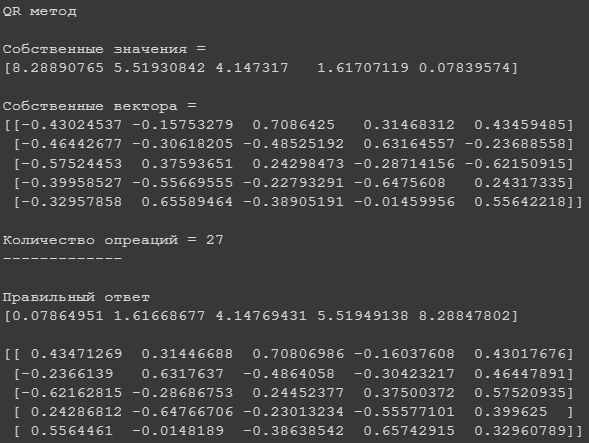 QR метод
Собственные значения =
[8.28890765 5.51930842 4.147317   1.61707119 0.07839574]
Собственные вектора =
[[-0.43024537 -0.15753279  0.7086425   0.31468312  0.43459485]
 [-0.46442677 -0.30618205 -0.48525192  0.63164557 -0.23688558]
 [-0.57524453  0.37593651  0.24298473 -0.28714156 -0.62150915]
 [-0.39958527 -0.55669555 -0.22793291 -0.6475608   0.24317335]
 [-0.32957858  0.65589464 -0.38905191 -0.01459956  0.55642218]]
Количество опреаций = 27
-------------
Правильный ответ
[0.07864951 1.61668677 4.14769431 5.51949138 8.28847802]
[[ 0.43471269  0.31446688  0.70806986 -0.16037608  0.43017676]
 [-0.2366139   0.6317637  -0.4864058  -0.30423217  0.46447891]
 [-0.62162815 -0.28686753  0.24452377  0.37500372  0.57520935]
 [ 0.24286812 -0.64766706 -0.23013234 -0.55577101  0.399625  ]
 [ 0.5564461  -0.0148189  -0.38638542  0.65742915  0.32960789]]